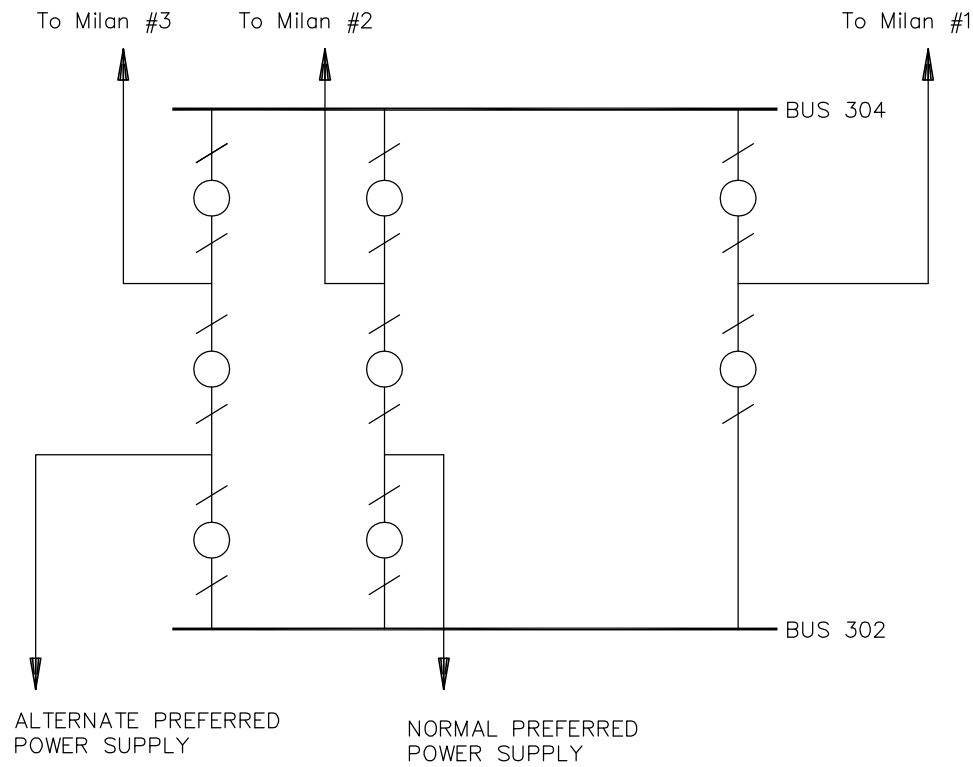 To Milan #3
To Milan #2
To Milan #1
BUS 304
BUS 302
ALTERNATE PREFERRED
POWER SUPPLY
NORMAL PREFERRED
POWER SUPPLY